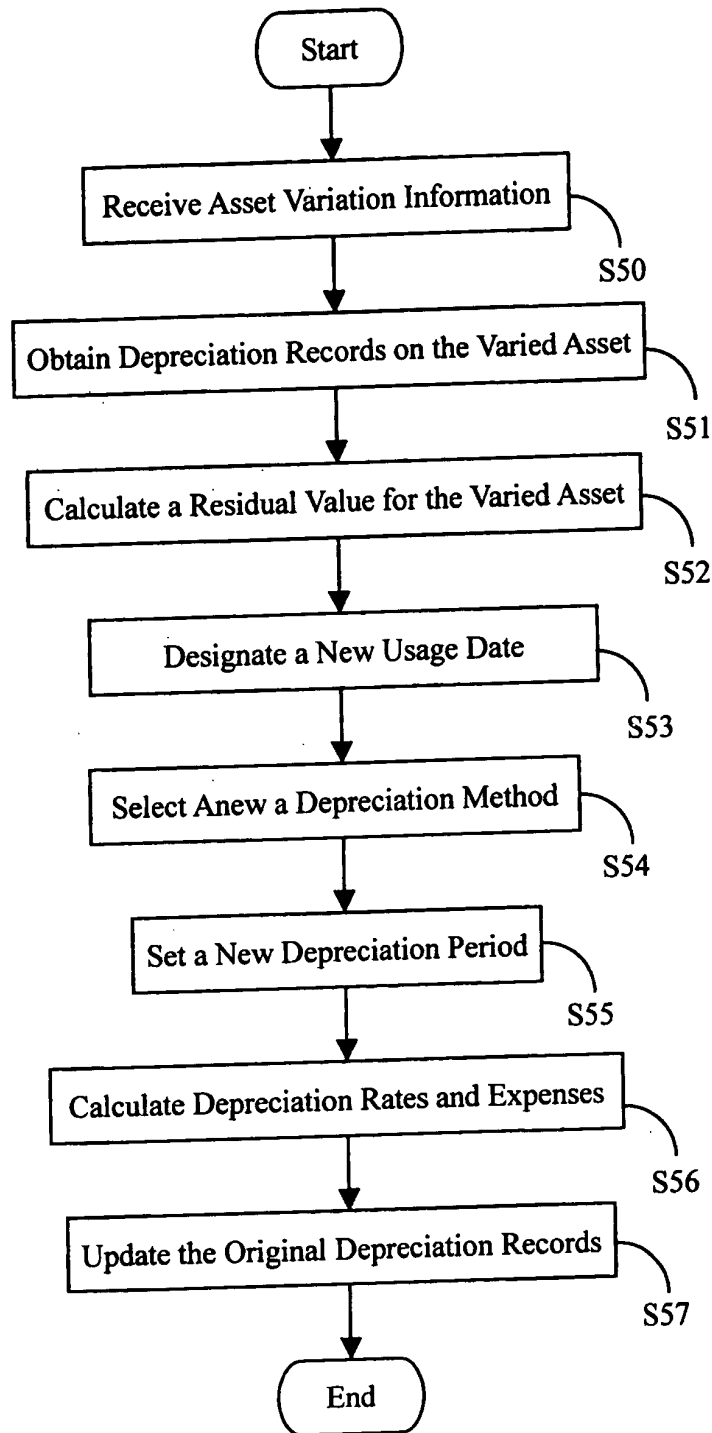 Start
Receive Asset Variation Information
S50
Obtain Depreciation Records on the Varied Asset
S51
Calculate a Residual Value for the Varied Asset
S52
Designate a New Usage Date
S53
Select Anew a Depreciation Method
S54
Set a New Depreciation Period
S55
Calculate Depreciation Rates and Expenses
S56
Update the Original Depreciation Records
S57
End